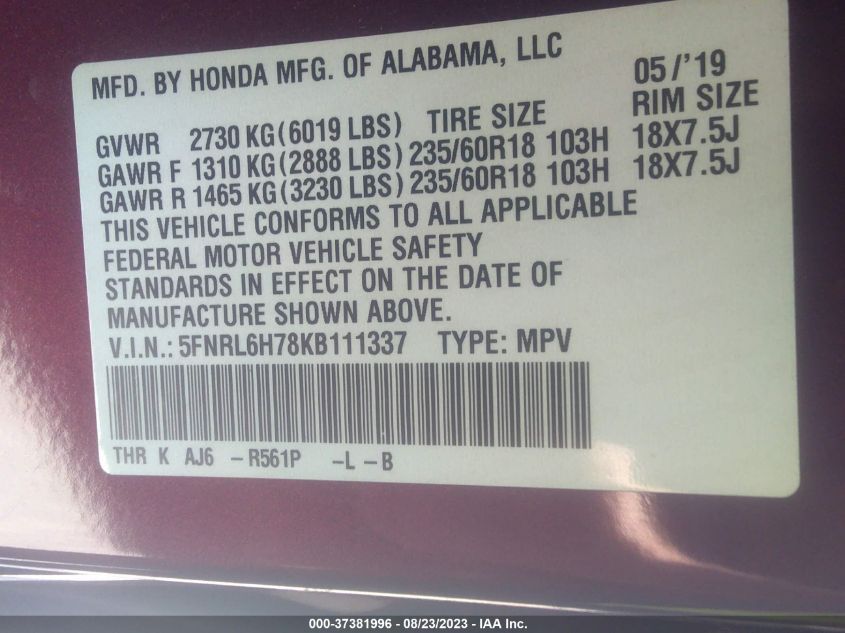 MFD. BY HONDA MFG. OF ALABAMA, LLC 05/'19
GVWR 2730 KG(6019 LBS) TIRE SIZE RIM SIZE
GAWR F 1310 KG(2888 LBS) 235/60R18 103H 18X7.5J
GAWR R 1465 KG(3230 LBS) 235/60R18 103H 18X7.5J
THIS VEHICLE CONFORMS TO ALL APPLICABLE
FEDERAL MOTOR VEHICLE SAFETY
STANDARDS IN EFFECT ON THE DATE OF
MANUFACTURE SHOWN ABOVE.
V.I.N.: 5FNRL6H78KB111337 TYPE: MPV
THR K AJ6 -R561P -L -B
000-37381996 - 08/23/2023 - IAA Inc.